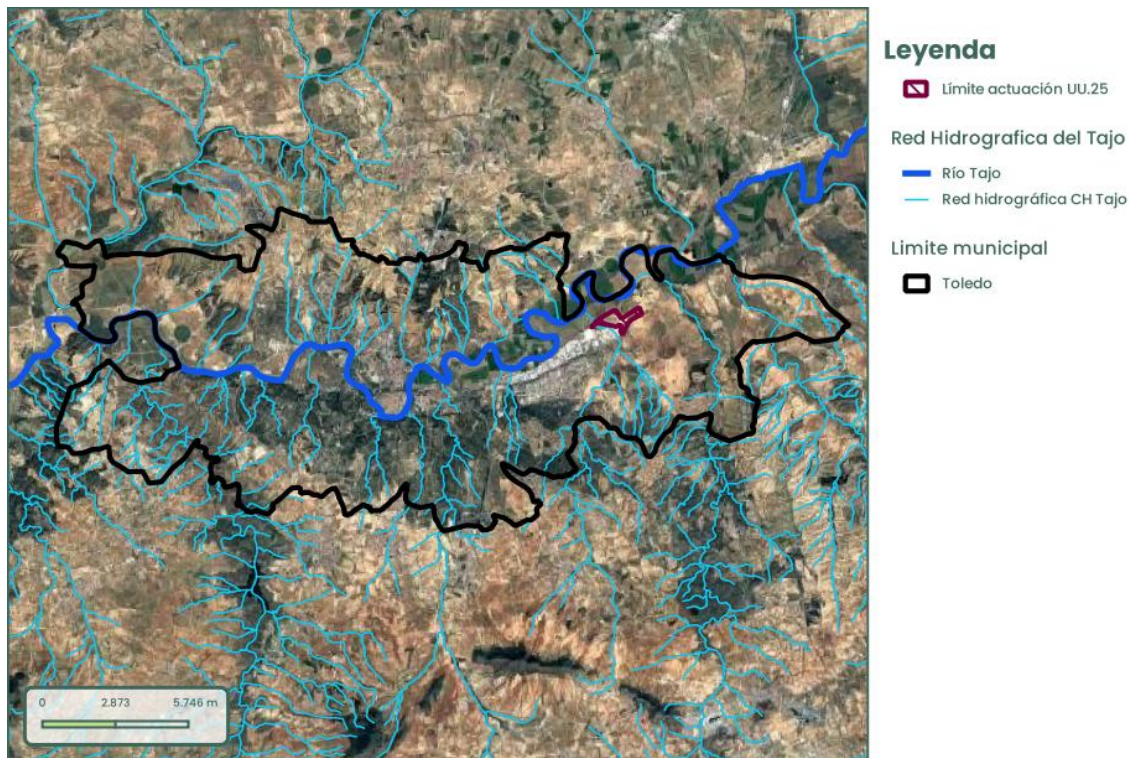 Leyenda
Límite actuación UU.25
Red Hidrografica del Tajo
Río Tajo
Red hidrográfica CH Tajo
Limite municipal
Toledo
0 2.873 5.746 m